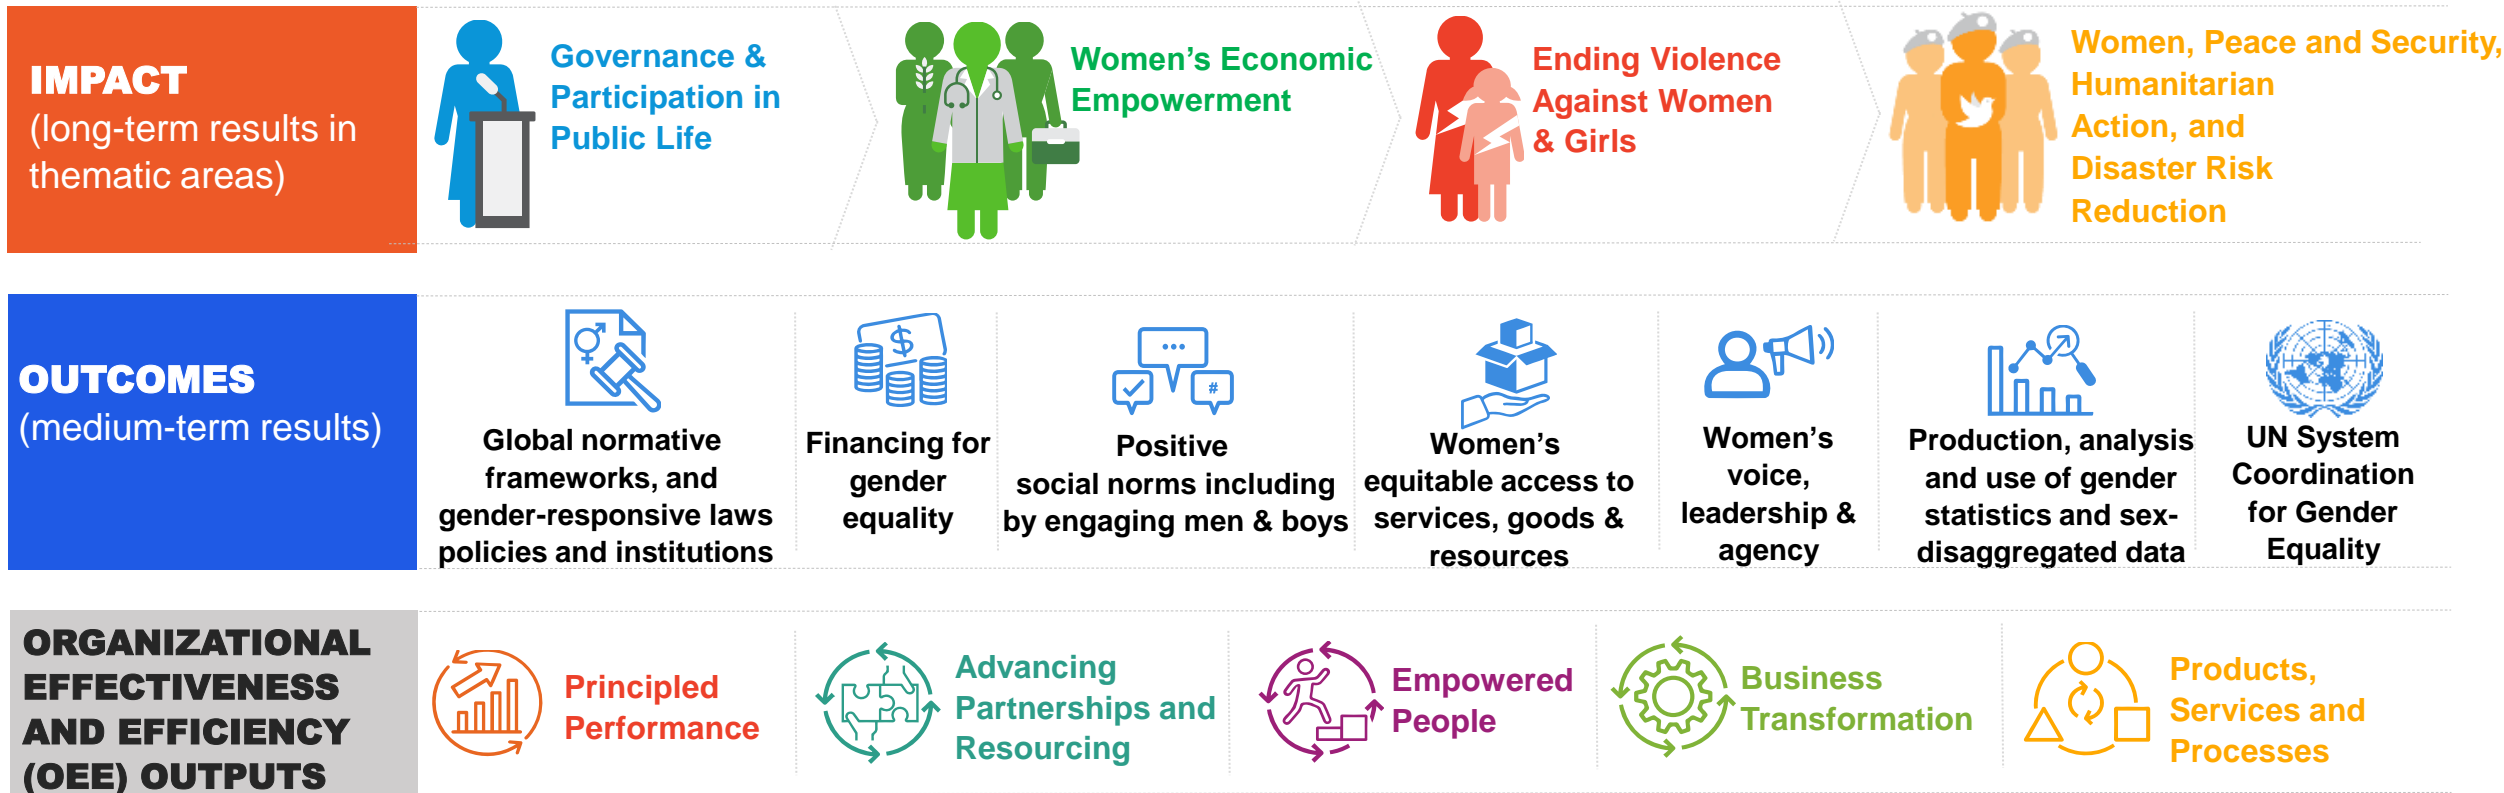 IMPACT
(long-term results in
thematic areas)
Governance &
Participation in
Public Life
Women’s Economic
Empowerment
Ending Violence
Against Women
& Girls
Women, Peace and Security,
Humanitarian
Action, and
Disaster Risk
Reduction
OUTCOMES
(medium-term results)
$
#
Global normative
frameworks, and
gender-responsive laws
policies and institutions
Financing for
gender
equality
Positive
social norms including
by engaging men & boys
Women’s
equitable access to
services, goods &
resources
Women’s
voice,
leadership &
agency
Production, analysis
and use of gender
statistics and sex-
disaggregated data
UN System
Coordination
for Gender
Equality
ORGANIZATIONAL
EFFECTIVENESS
AND EFFICIENCY
(OEE) OUTPUTS
Principled
Performance
Advancing
Partnerships and
Resourcing
Empowered
People
Business
Transformation
Products,
Services and
Processes